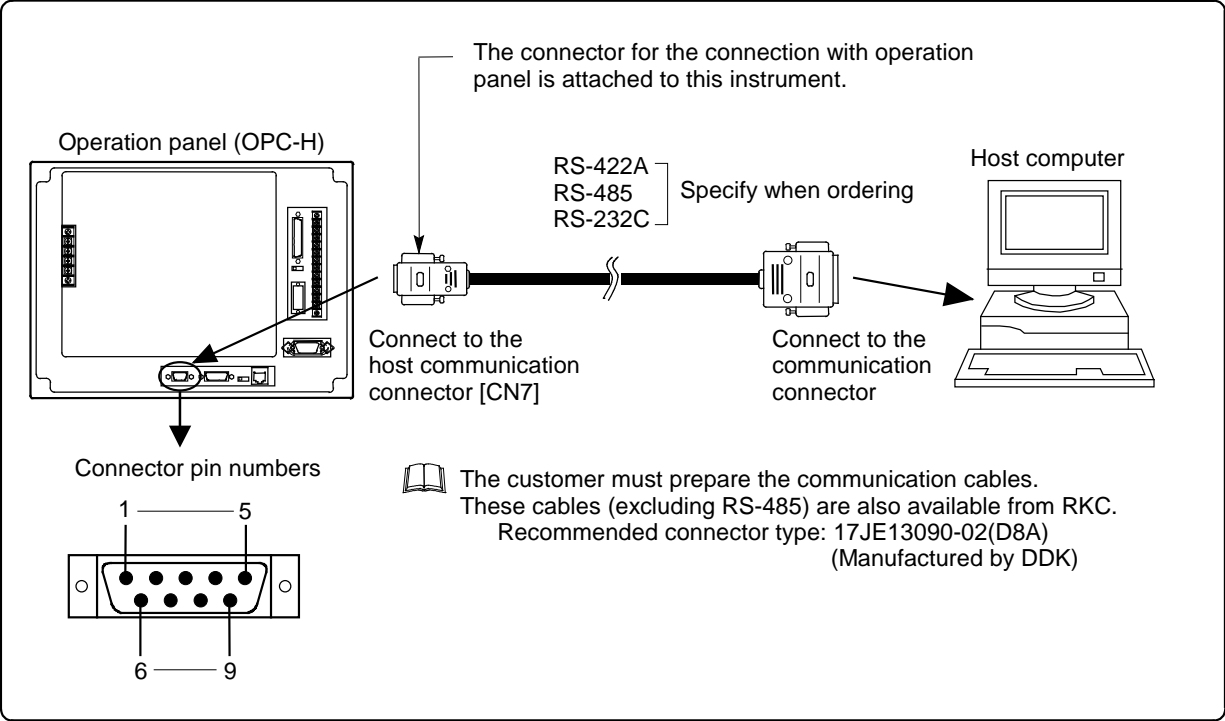 The connector for the connection with operation
panel is attached to this instrument.
Operation panel (OPC-H)
RS-422A
RS-485
RS-232C
Specify when ordering
Host computer
Connect to the
host communication
connector [CN7]
Connect to the
communication
connector
Connector pin numbers
1 5
6 9
The customer must prepare the communication cables.
These cables (excluding RS-485) are also available from RKC.
Recommended connector type: 17JE13090-02(D8A)
(Manufactured by DDK)